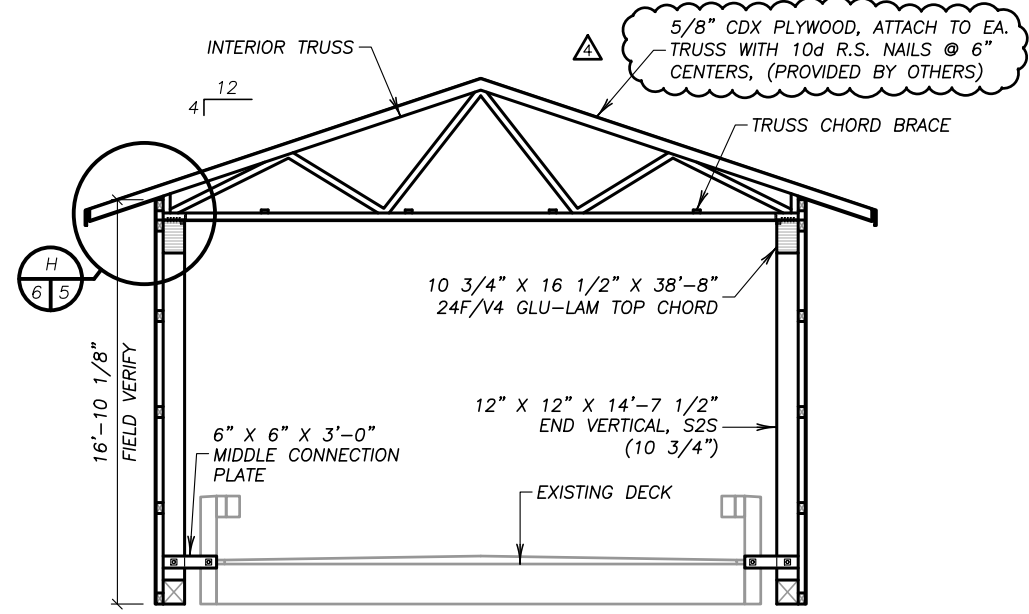 5/8" CDX PLYWOOD, ATTACH TO EA.
TRUSS WITH 10d R.S. NAILS @ 6"
CENTERS, (PROVIDED BY OTHERS)
4
INTERIOR TRUSS
12
4
TRUSS CHORD BRACE
H
6 5
10 3/4" X 16 1/2" X 38'-8"
24F/V4 GLU-LAM TOP CHORD
16'-10 1/8"
FIELD VERIFY
12" X 12" X 14'-7 1/2"
END VERTICAL, S2S
(10 3/4")
6" X 6" X 3'-0"
MIDDLE CONNECTION
PLATE
EXISTING DECK